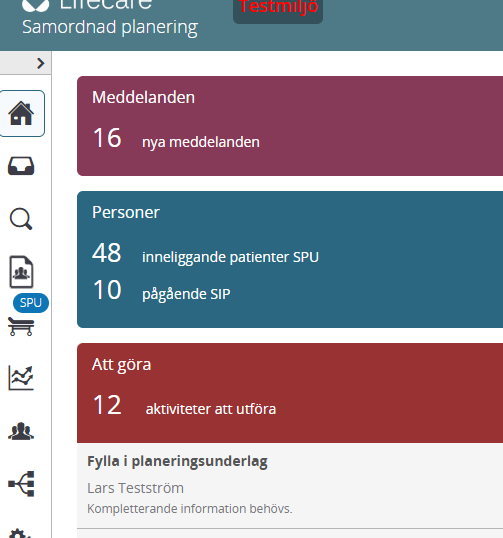 Lifecare
Testmiljö
Samordnad planering
Meddelanden
16 nya meddelanden
Personer
48 inneliggande patienter SPU
10 pågående SIP
SPU
Att göra
12 aktiviteter att utföra
Fylla i planeringsunderlag
Lars Testström
Kompletterande information behövs.